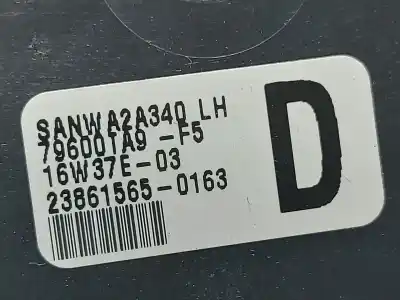 SANWA2A340 LH
79600TA9 -F5
16W37E-03
23861565-0163
D